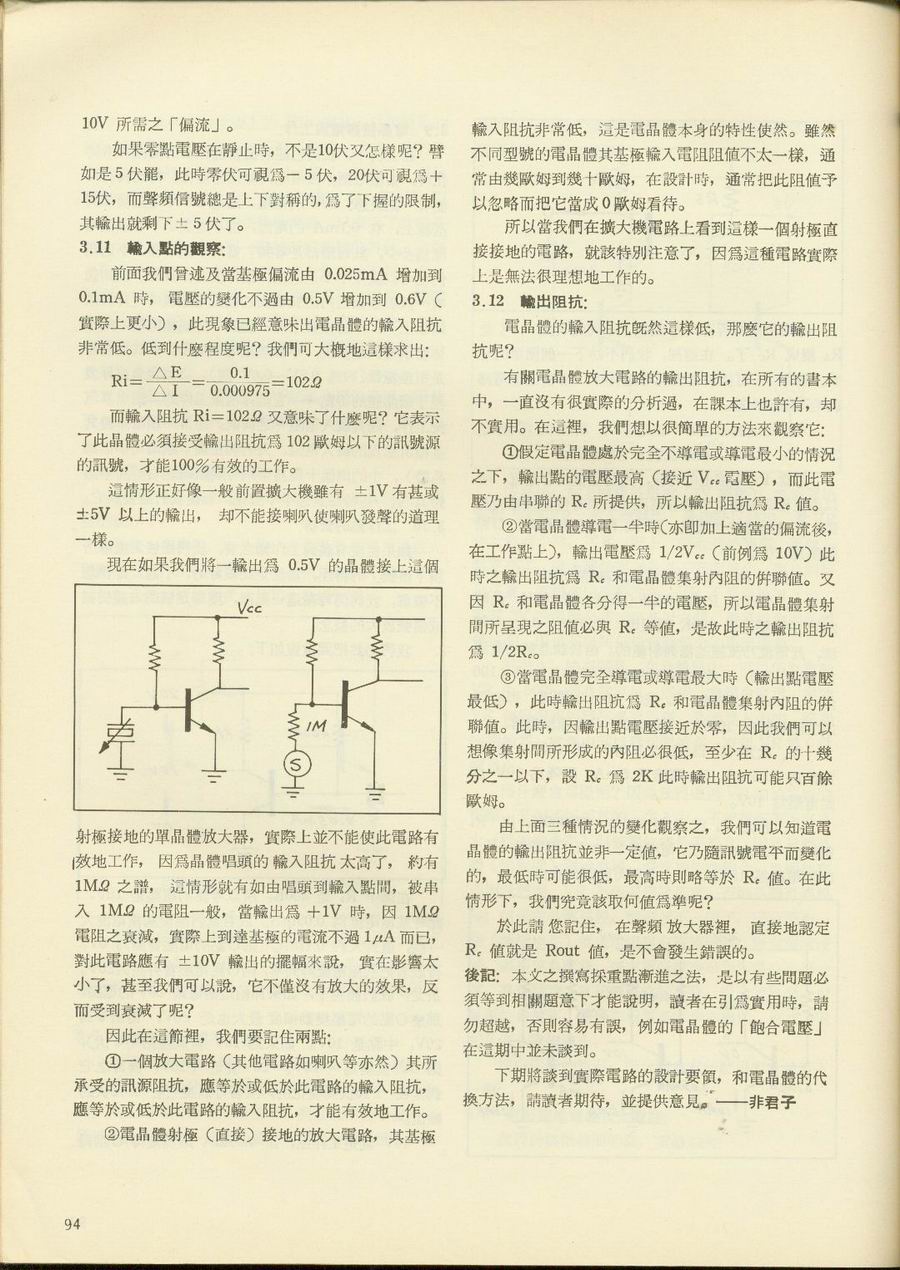 10V 所需之「偏流」。
如果零點電壓在靜止時，不是10伏又怎樣呢？譬
如是5伏罷，此時零伏可視爲－5伏，20伏可視爲＋
15伏，而聲頻信號總是上下對稱的，爲了下握的限制，
其輸出就剩下±5伏了。
3.11 輸入點的觀察：
前面我們曾述及當基極偏流由 0.025mA 增加到
0.1mA 時， 電壓的變化不過由 0.5V 增加到 0.6V（
實際上更小），此現象已經意味出電晶體的輸入阻抗
非常低。低到什麼程度呢？我們可大槪地這樣求出：
Ri＝△E／△I＝0.1／0.000975＝102Ω
而輸入阻抗 Ri＝102Ω 又意味了什麼呢？它表示
了此晶體必須接受輸出阻抗爲 102 歐姆以下的訊號源
的訊號，才能100％有效的工作。
這情形正好像一般前置擴大機雖有 ±1V 有甚或
±5V 以上的輸出， 却不能接喇叭使喇叭發聲的道理
一樣。
現在如果我們將一輸出爲 0.5V 的晶體接上這個
Vcc
1M
S
射極接地的單晶體放大器，實際上並不能使此電路有
效地工作， 因爲晶體唱頭的輸入阻抗太高了， 約有
1MΩ 之譜， 這情形就有如由唱頭到輸入點間，被串
入 1MΩ 的電阻一般，當輸出爲 ＋1V 時，因 1MΩ
電阻之衰減，實際上到達基極的電流不過 1μA 而已，
對此電路應有 ±10V 輸出的擺幅來說， 實在影響太
小了，甚至我們可以說，它不僅沒有放大的效果，反
而受到衰減了呢？
因此在這節裡，我們要記住兩點：
①一個放大電路（其他電路如喇叭等亦然）其所
承受的訊源阻抗，應等於或低於此電路的輸入阻抗，
應等於或低於此電路的輸入阻抗，才能有效地工作。
②電晶體射極（直接）接地的放大電路，其基極
輸入阻抗非常低，這是電晶體本身的特性使然。雖然
不同型號的電晶體其基極輸入電阻阻值不太一樣，通
常由幾歐姆到幾十歐姆，在設計時，通常把此阻值予
以忽略而把它當成0歐姆看待。
所以當我們在擴大機電路上看到這樣一個射極直
接接地的電路，就該特別注意了，因爲這種電路實際
上是無法很理想地工作的。
3.12 輸出阻抗：
電晶體的輸入阻抗旣然這樣低，那麼它的輸出阻
抗呢？
有關電晶體放大電路的輸出阻抗，在所有的書本
中，一直沒有很實際的分析過，在課本上也許有，却
不實用。在這裡，我們想以很簡單的方法來觀察它：
①假定電晶體處於完全不導電或導電最小的情況
之下，輸出點的電壓最高（接近 Vcc 電壓），而此電
壓乃由串聯的 Rc 所提供，所以輸出阻抗爲 Rc 值。
②當電晶體導電一半時（亦卽加上適當的偏流後，
在工作點上），輸出電壓爲 1/2Vcc（前例爲 10V）此
時之輸出阻抗爲 Rc 和電晶體集射內阻的倂聯值。又
因 Rc 和電晶體各分得一半的電壓，所以電晶體集射
間所呈現之阻值必與 Rc 等値，是故此時之輸出阻抗
爲 1/2Rc。
③當電晶體完全導電或導電最大時（輸出點電壓
最低），此時輸出阻抗爲 Rc 和電晶體集射內阻的倂
聯值。此時，因輸出點電壓接近於零，因此我們可以
想像集射間所形成的內阻必很低，至少在 Rc 的十幾
分之一以下，設 Rc 爲 2K 此時輸出阻抗可能只百餘
歐姆。
由上面三種情況的變化觀察之，我們可以知道電
晶體的輸出阻抗並非一定值，它乃隨訊號電平而變化
的，最低時可能很低，最高時則略等於 Rc 值。在此
情形下，我們究竟該取何值爲準呢？
於此請您記住， 在聲頻放大器裡， 直接地認定
Rc 值就是 Rout 值，是不會發生錯誤的。
後記： 本文之撰寫採重點漸進之法，是以有些問題必
須等到相關題意下才能說明，讀者在引爲實用時，請
勿超越，否則容易有誤，例如電晶體的「飽合電壓」
在這期中並未談到。
下期將談到實際電路的設計要領，和電晶體的代
換方法，請讀者期待，並提供意見。——非君子
94